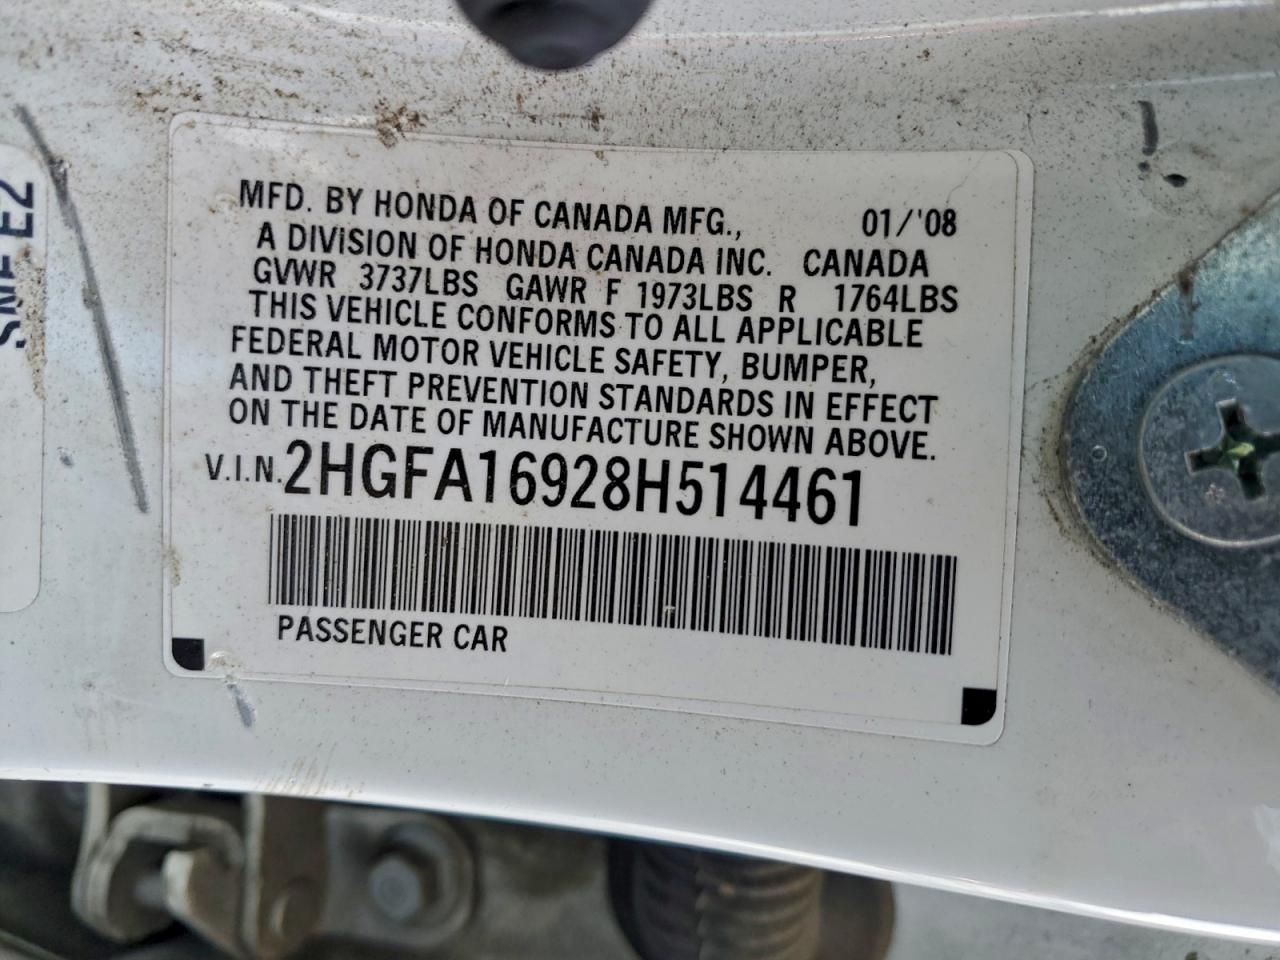 MFD. BY HONDA OF CANADA MFG., 01/'08
A DIVISION OF HONDA CANADA INC. CANADA
GVWR 3737LBS GAWR F 1973LBS R 1764LBS
THIS VEHICLE CONFORMS TO ALL APPLICABLE
FEDERAL MOTOR VEHICLE SAFETY, BUMPER,
AND THEFT PREVENTION STANDARDS IN EFFECT
ON THE DATE OF MANUFACTURE SHOWN ABOVE.
V.I.N. 2HGFA16928H514461
PASSENGER CAR
E2